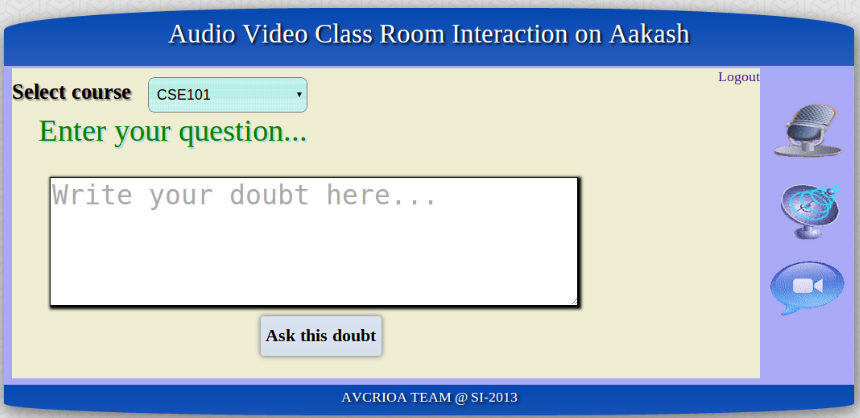 Audio Video Class Room Interaction on Aakash
Logout
Select course CSE101
Enter your question...
Write your doubt here...
Ask this doubt
AVCRIOA TEAM @ SI-2013